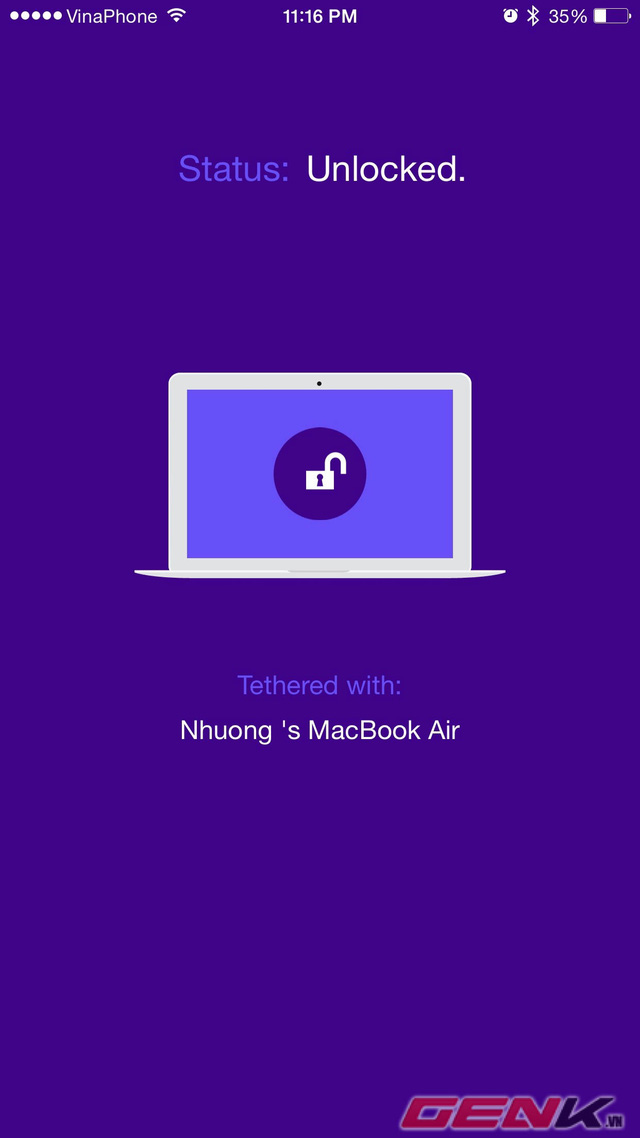 VinaPhone 11:16 PM 35%
Status: Unlocked.
Tethered with:
Nhuong 's MacBook Air
GENK.VN